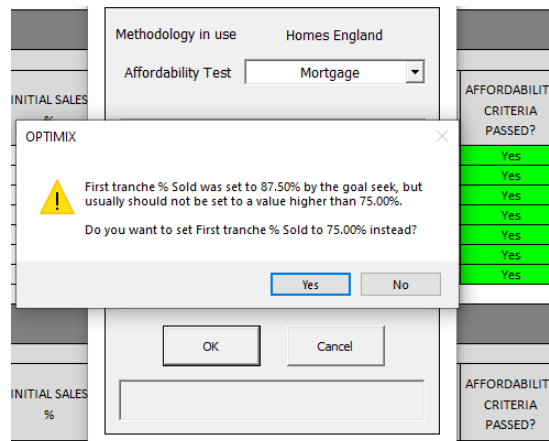 Methodology in use Homes England
Affordability Test Mortgage
INITIAL SALES
%
AFFORDABILIT
CRITERIA
PASSED?
OPTIMIX
First tranche % Sold was set to 87.50% by the goal seek, but
usually should not be set to a value higher than 75.00%.
Do you want to set First tranche % Sold to 75.00% instead?
Yes No
Yes
Yes
Yes
Yes
Yes
Yes
Yes
OK Cancel
INITIAL SALES
%
AFFORDABILIT
CRITERIA
PASSED?